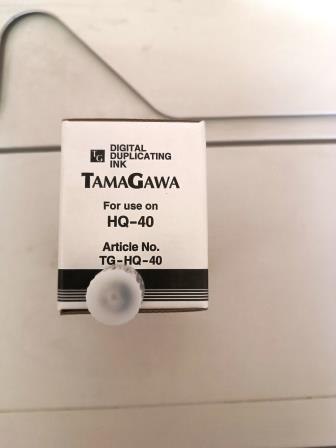 TG
DIGITAL
DUPLICATING
INK
TAMAGAWA
For use on
HQ-40
Article No.
TG-HQ-40